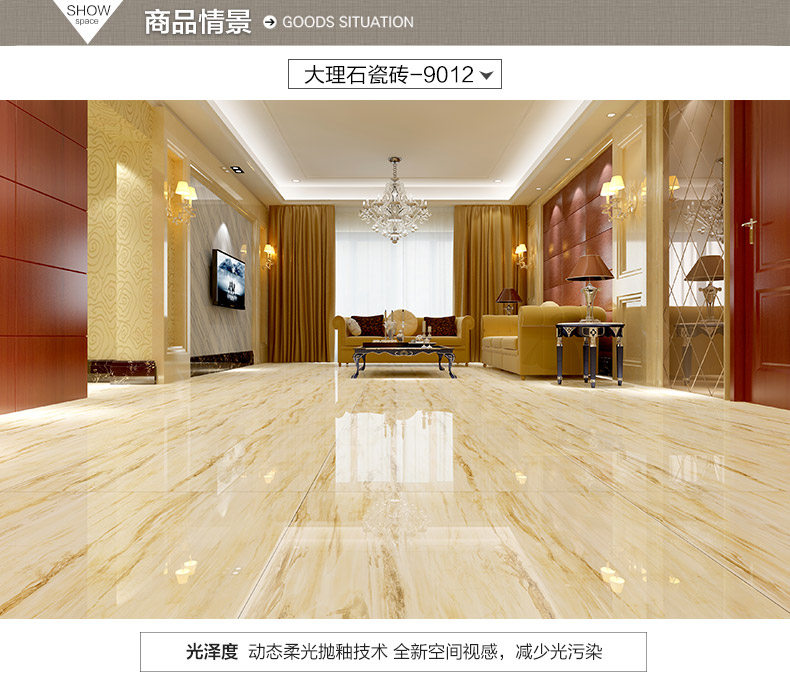 SHOW
space
商品情景 GOODS SITUATION
大理石瓷砖-9012
光泽度 动态柔光抛釉技术 全新空间视感，减少光污染